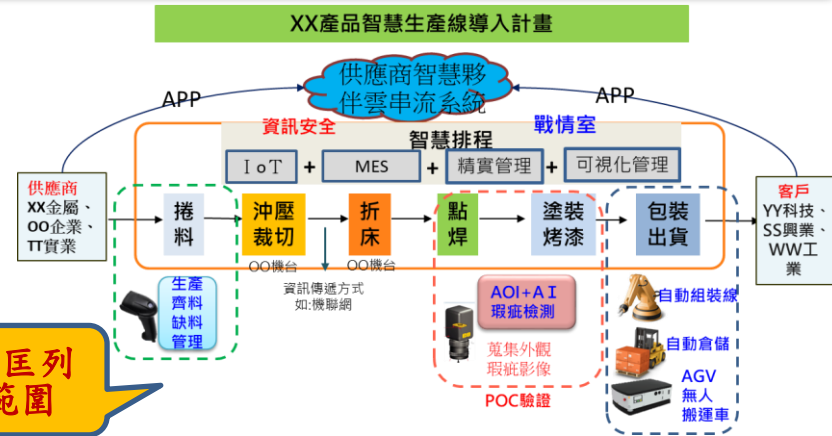 XX產品智慧生產線導入計畫
供應商智慧夥
伴雲串流系統
APP
APP
資訊安全
戰情室
智慧排程
IoT
+
MES
+
精實管理
+
可視化管理
供應商
XX金屬、
OO企業、
TT實業
捲
料
沖壓
裁切
折
床
點
焊
塗裝
烤漆
包裝
出貨
客戶
YY科技、
SS興業、
WW工
業
OO機台
OO機台
資訊傳遞方式
如:機聯網
生產
齊料
缺料
管理
AOI+AI
瑕疵檢測
蒐集外觀
瑕疵影像
POC驗證
自動組裝線
自動倉儲
AGV
無人
搬運車
匡列
範圍